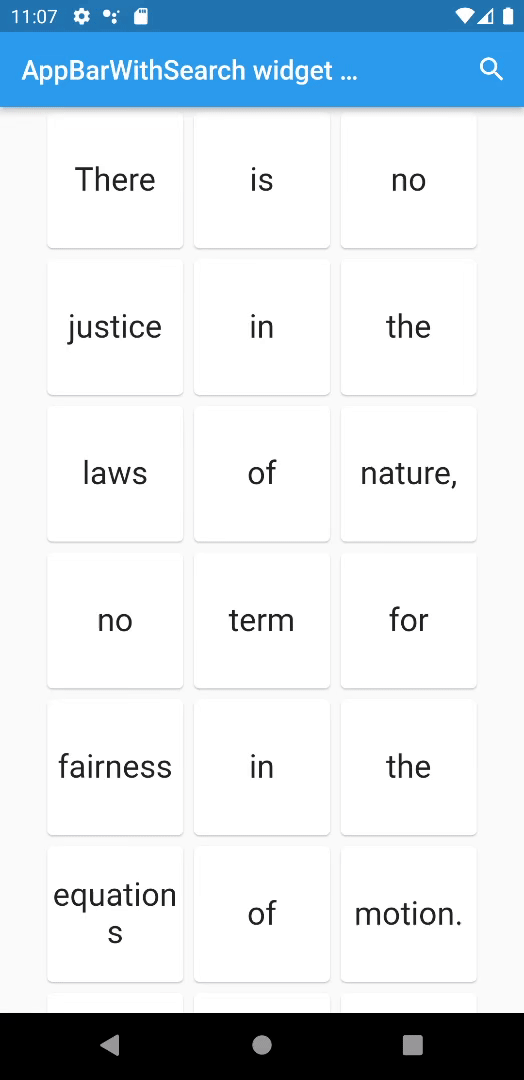 11:07
AppBarWithSearch widget ...
There is no
justice in the
laws of nature,
no term for
fairness in the
equation
s of motion.